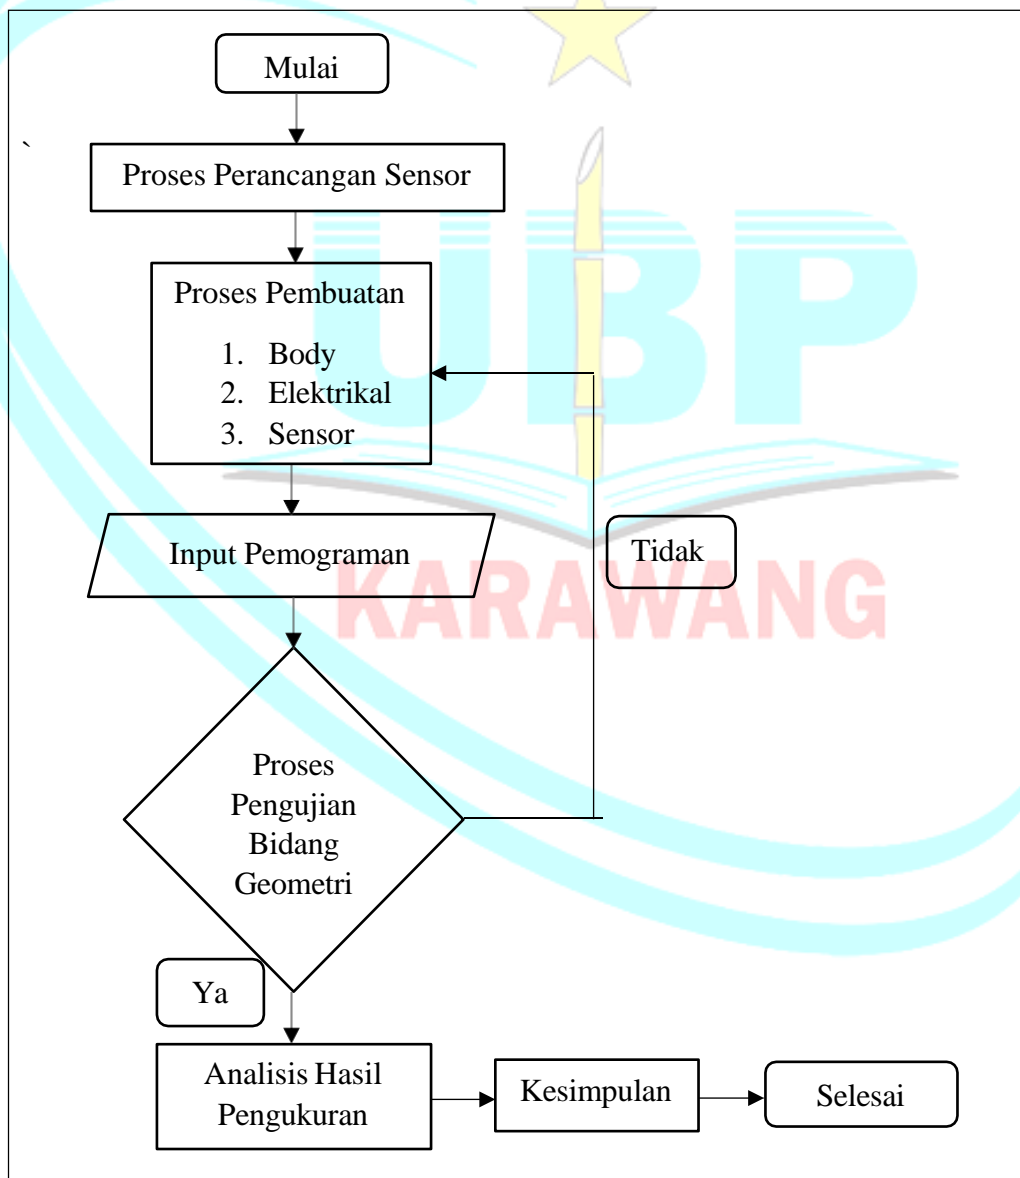 Mulai
`
Proses Perancangan Sensor
Proses Pembuatan
1. Body
2. Elektrikal
3. Sensor
Input Pemograman
Tidak
Proses
Pengujian
Bidang
Geometri
Ya
Analisis Hasil
Pengukuran
Kesimpulan
Selesai
UBP
KARAWANG